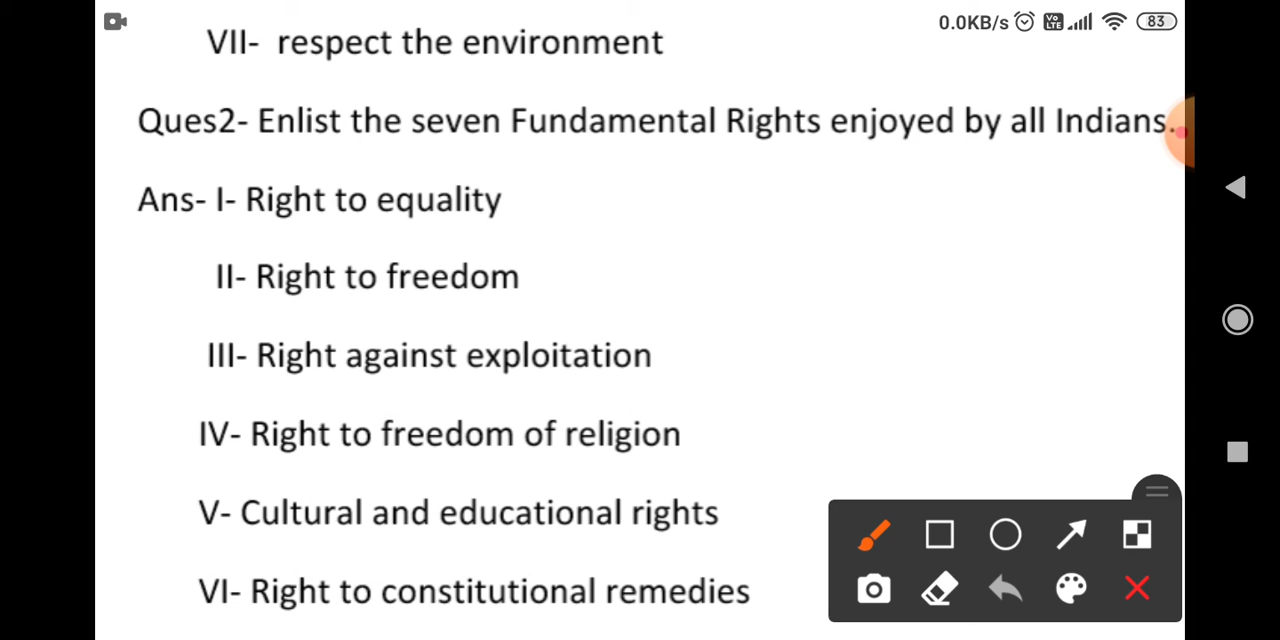 0.0KB/s Vo LTE 83
VII- respect the environment
Ques2- Enlist the seven Fundamental Rights enjoyed by all Indians.
Ans- I- Right to equality
II- Right to freedom
III- Right against exploitation
IV- Right to freedom of religion
V- Cultural and educational rights
VI- Right to constitutional remedies